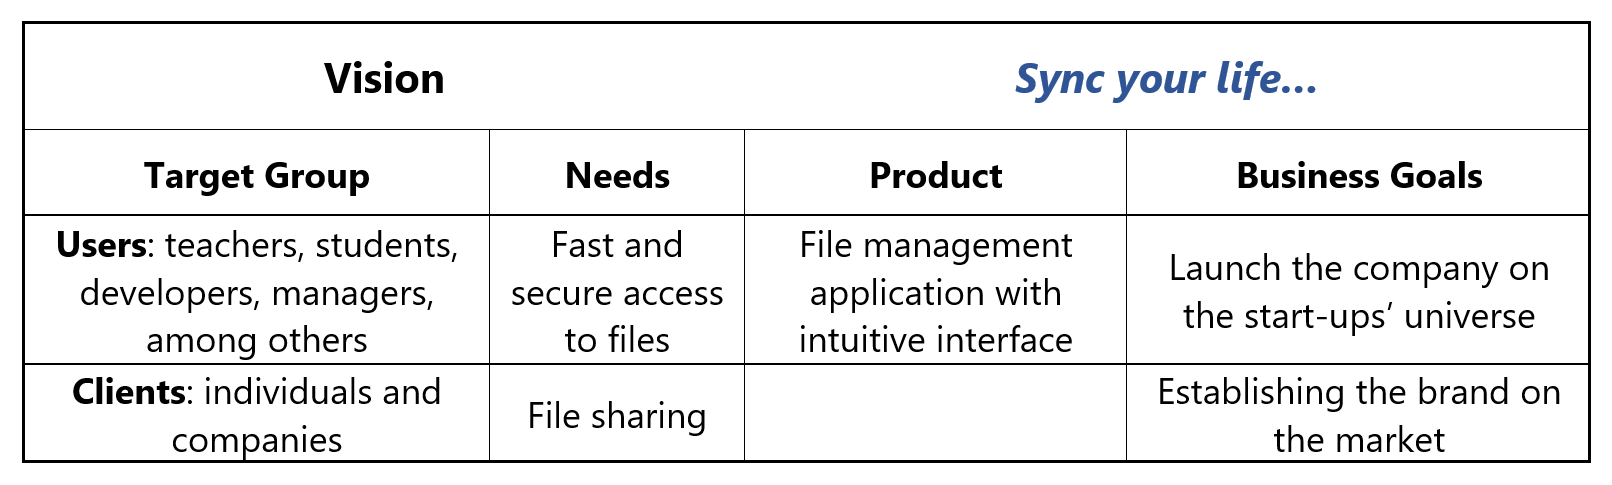 Vision
Sync your life...
Target Group
Needs
Product
Business Goals
Users: teachers, students,
developers, managers,
among others
Fast and
secure access
to files
File management
application with
intuitive interface
Launch the company on
the start-ups’ universe
Clients: individuals and
companies
File sharing
Establishing the brand on
the market